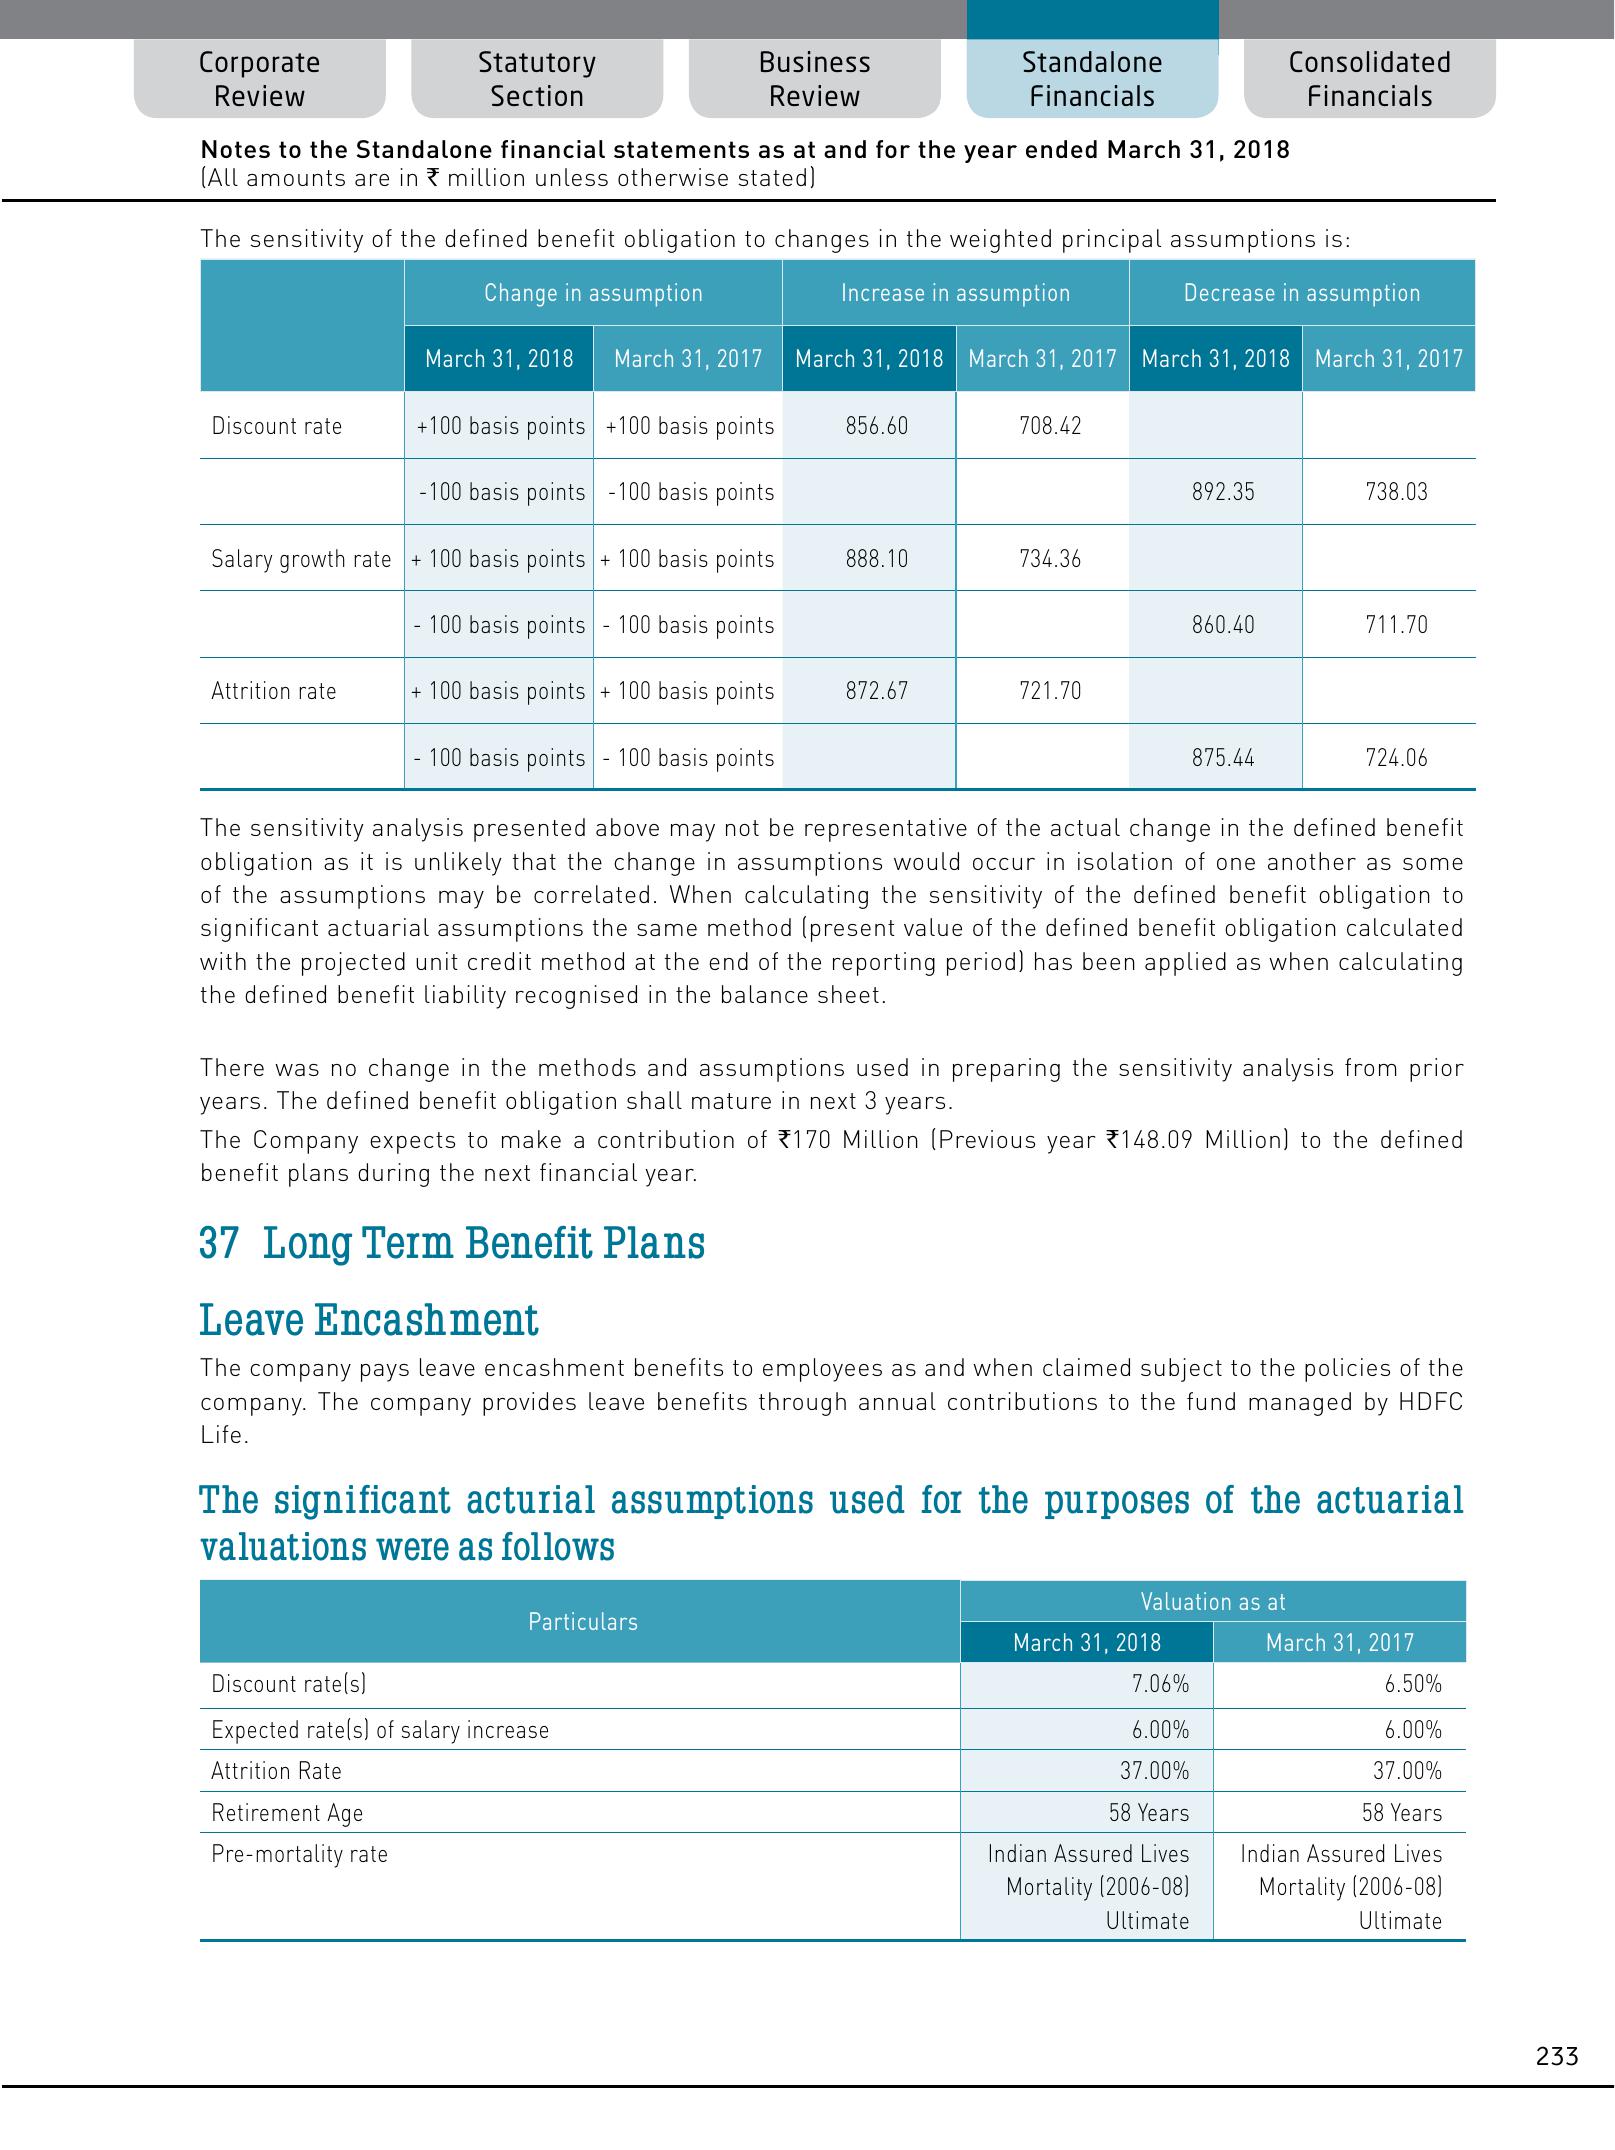 Corporate Review
Statutory Section
Business Review
Standalone Financials
Consolidated Financials
Notes to the Standalone financial statements as at and for the year ended March 31, 2018
(All amounts are in ₹ million unless otherwise stated)
The sensitivity of the defined benefit obligation to changes in the weighted principal assumptions is:
Change in assumption Increase in assumption Decrease in assumption
March 31, 2018 March 31, 2017 March 31, 2018 March 31, 2017 March 31, 2018 March 31, 2017
Discount rate +100 basis points +100 basis points 856.60 708.42
-100 basis points -100 basis points 892.35 738.03
Salary growth rate + 100 basis points + 100 basis points 888.10 734.36
- 100 basis points - 100 basis points 860.40 711.70
Attrition rate + 100 basis points + 100 basis points 872.67 721.70
- 100 basis points - 100 basis points 875.44 724.06
The sensitivity analysis presented above may not be representative of the actual change in the defined benefit
obligation as it is unlikely that the change in assumptions would occur in isolation of one another as some
of the assumptions may be correlated. When calculating the sensitivity of the defined benefit obligation to
significant actuarial assumptions the same method (present value of the defined benefit obligation calculated
with the projected unit credit method at the end of the reporting period) has been applied as when calculating
the defined benefit liability recognised in the balance sheet.
There was no change in the methods and assumptions used in preparing the sensitivity analysis from prior
years. The defined benefit obligation shall mature in next 3 years.
The Company expects to make a contribution of ₹170 Million (Previous year ₹148.09 Million) to the defined
benefit plans during the next financial year.
37 Long Term Benefit Plans
Leave Encashment
The company pays leave encashment benefits to employees as and when claimed subject to the policies of the
company. The company provides leave benefits through annual contributions to the fund managed by HDFC
Life.
The significant acturial assumptions used for the purposes of the actuarial
valuations were as follows
Particulars Valuation as at
March 31, 2018 March 31, 2017
Discount rate(s) 7.06% 6.50%
Expected rate(s) of salary increase 6.00% 6.00%
Attrition Rate 37.00% 37.00%
Retirement Age 58 Years 58 Years
Pre-mortality rate Indian Assured Lives Indian Assured Lives
Mortality (2006-08) Mortality (2006-08)
Ultimate Ultimate
233